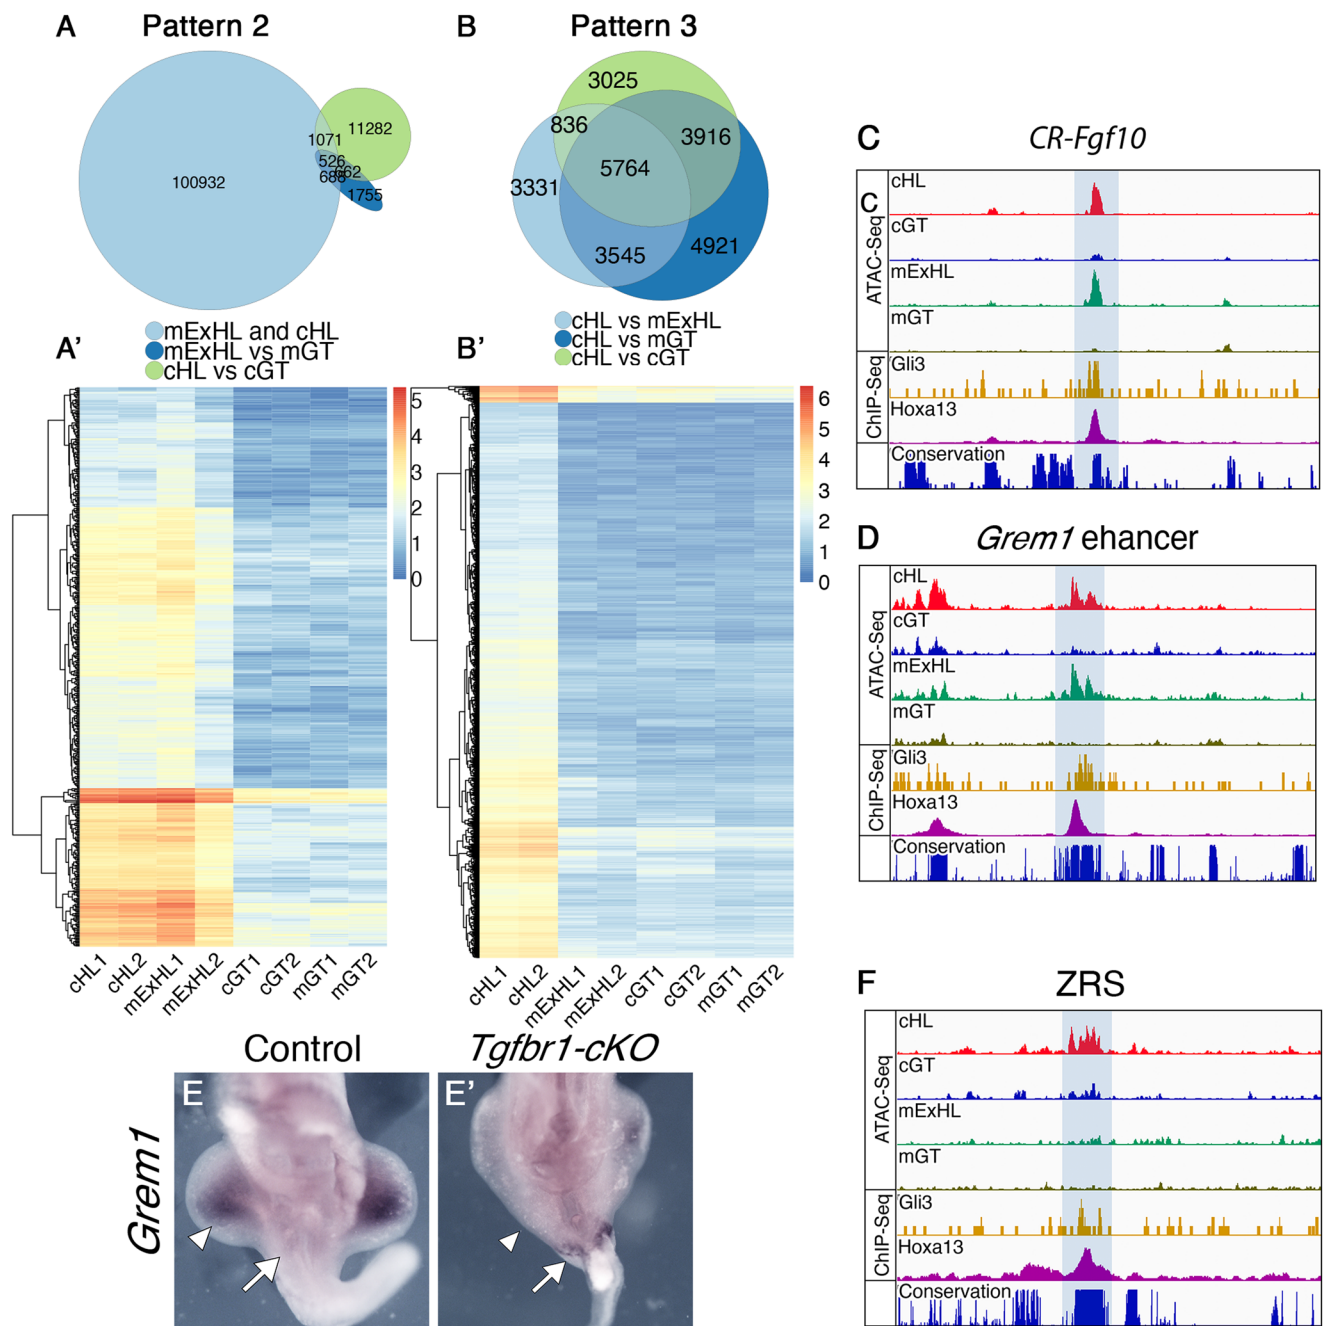 A Pattern 2
100932
1071
11282
526
662
688
1755
mExHL and cHL
mExHL vs mGT
cHL vs cGT
B Pattern 3
3025
836
3916
5764
3331
3545
4921
cHL vs mExHL
cHL vs mGT
cHL vs cGT
A'
5
4
3
2
1
0
cHL1 cHL2 mExHL1 mExHL2 cGT1 cGT2 mGT1 mGT2
B'
6
5
4
3
2
1
0
cHL1 cHL2 mExHL1 mExHL2 cGT1 cGT2 mGT1 mGT2
C CR-Fgf10
C
ATAC-Seq
cHL
cGT
mExHL
mGT
ChIP-Seq
Gli3
Hoxa13
Conservation
D Grem1 ehancer
ATAC-Seq
cHL
cGT
mExHL
mGT
ChIP-Seq
Gli3
Hoxa13
Conservation
Control
Tgfbr1-cKO
Grem1
E
E'
F ZRS
ATAC-Seq
cHL
cGT
mExHL
mGT
ChIP-Seq
Gli3
Hoxa13
Conservation